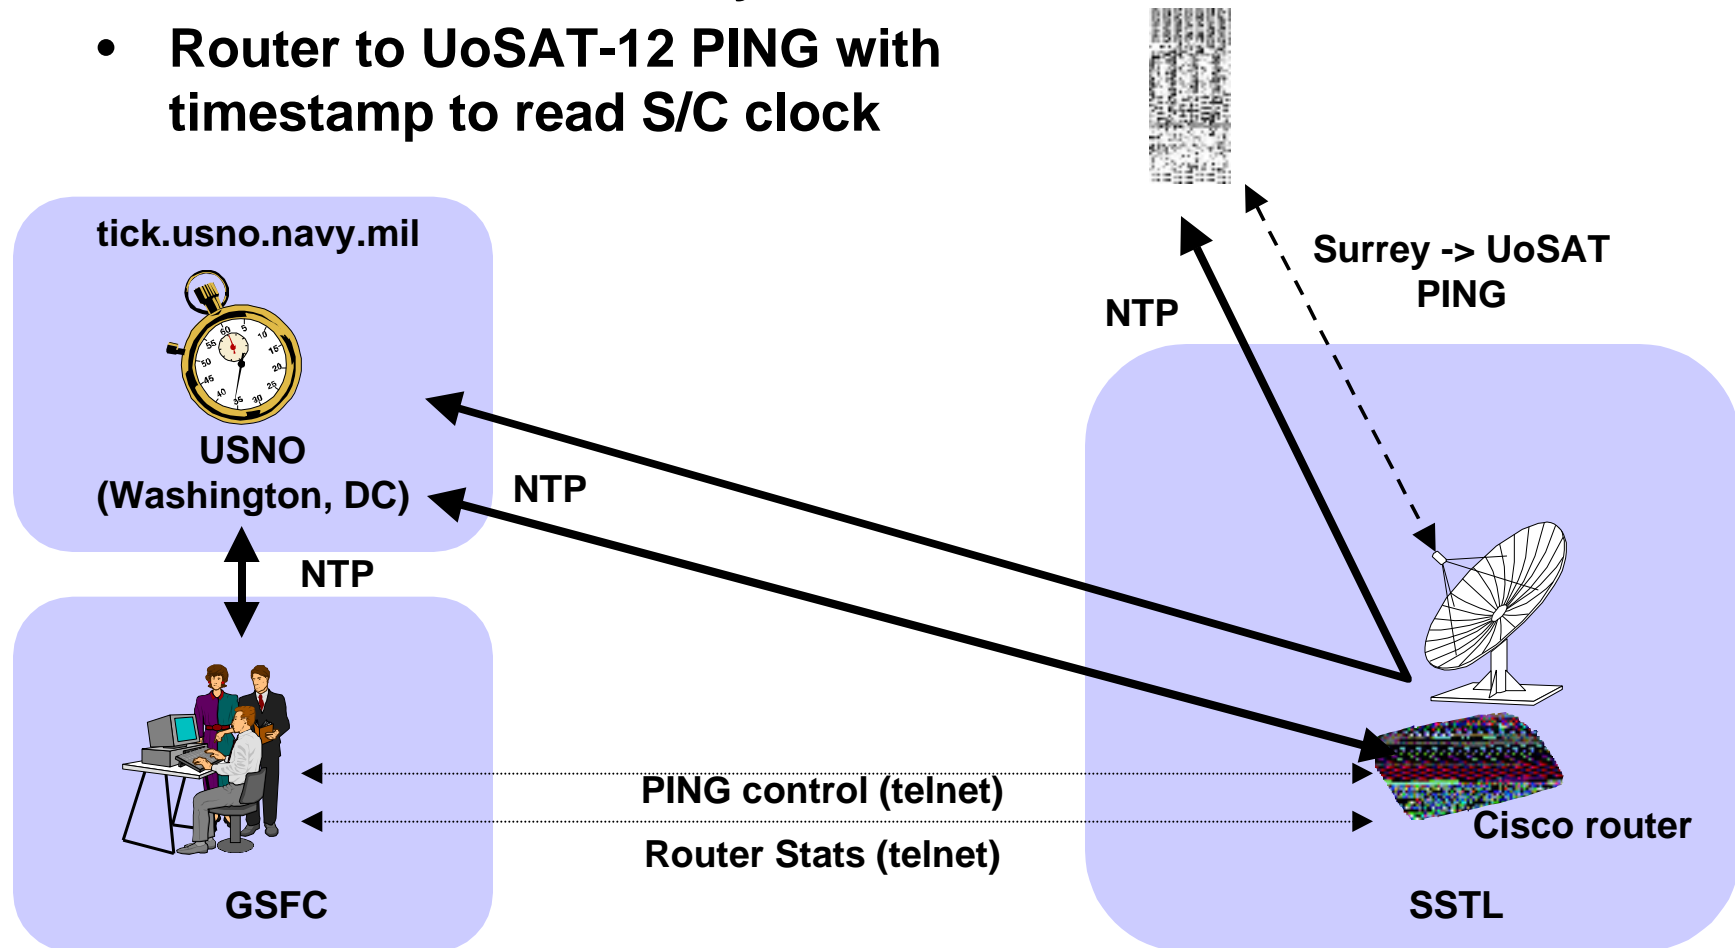 • Router to UoSAT-12 PING with
timestamp to read S/C clock
tick.usno.navy.mil
USNO
(Washington, DC)
NTP
GSFC
NTP
NTP
Surrey -> UoSAT
PING
PING control (telnet)
Router Stats (telnet)
Cisco router
SSTL